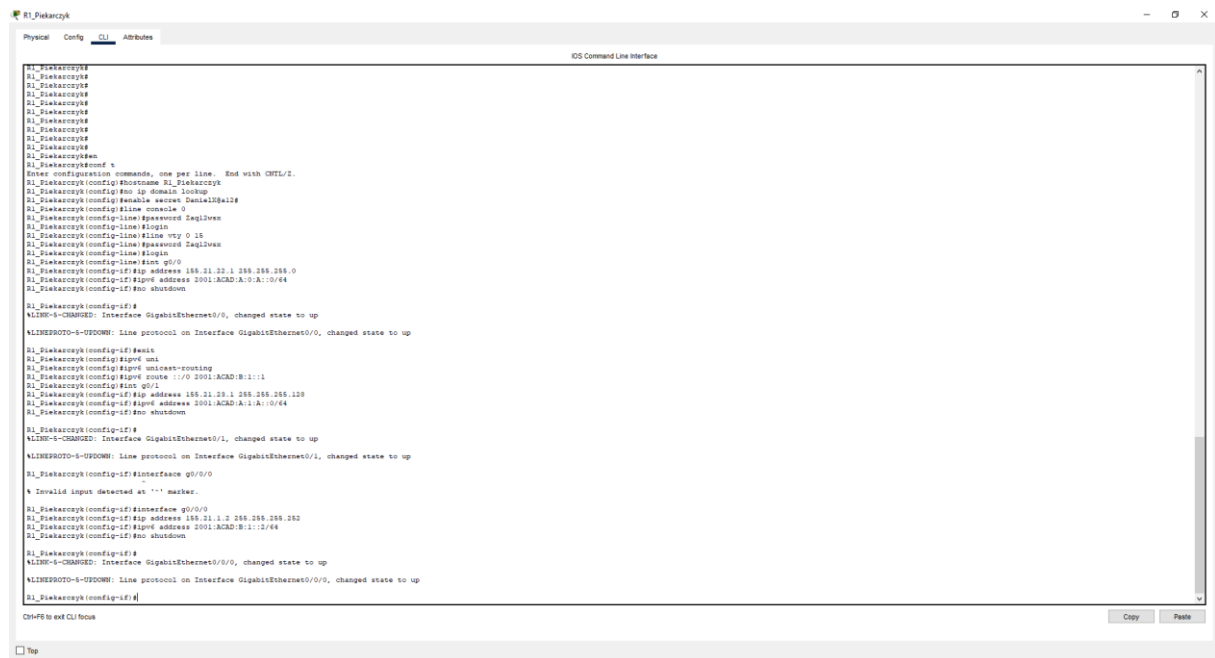 R1_Piekarczyk
Physical Config CLI Attributes
IOS Command Line Interface
R1_Piekarczyk#
R1_Piekarczyk#
R1_Piekarczyk#
R1_Piekarczyk#
R1_Piekarczyk#
R1_Piekarczyk#
R1_Piekarczyk#
R1_Piekarczyk#
R1_Piekarczyk#
R1_Piekarczyk#
R1_Piekarczyk#en
R1_Piekarczyk#conf t
Enter configuration commands, one per line. End with CNTL/Z.
R1_Piekarczyk(config)#hostname R1_Piekarczyk
R1_Piekarczyk(config)#no ip domain lookup
R1_Piekarczyk(config)#enable secret
R1_Piekarczyk(config)#line console 0
R1_Piekarczyk(config-line)#password
R1_Piekarczyk(config-line)#login
R1_Piekarczyk(config-line)#line vty 0 15
R1_Piekarczyk(config-line)#password
R1_Piekarczyk(config-line)#login
R1_Piekarczyk(config-line)#int g0/0
R1_Piekarczyk(config-if)#ip address 155.21.22.1 255.255.255.0
R1_Piekarczyk(config-if)#ipv6 address 2001:ACAD:A:0:A::0/64
R1_Piekarczyk(config-if)#no shutdown
R1_Piekarczyk(config-if)#
%LINK-5-CHANGED: Interface GigabitEthernet0/0, changed state to up
%LINEPROTO-5-UPDOWN: Line protocol on Interface GigabitEthernet0/0, changed state to up
R1_Piekarczyk(config-if)#exit
R1_Piekarczyk(config)#ipv6 uni
R1_Piekarczyk(config)#ipv6 unicast-routing
R1_Piekarczyk(config)#ipv6 route ::/0 2001:ACAD:B:1::1
R1_Piekarczyk(config)#int g0/1
R1_Piekarczyk(config-if)#ip address 155.21.23.1 255.255.255.128
R1_Piekarczyk(config-if)#ipv6 address 2001:ACAD:A:1:A::0/64
R1_Piekarczyk(config-if)#no shutdown
R1_Piekarczyk(config-if)#
%LINK-5-CHANGED: Interface GigabitEthernet0/1, changed state to up
%LINEPROTO-5-UPDOWN: Line protocol on Interface GigabitEthernet0/1, changed state to up
R1_Piekarczyk(config-if)#interfaace g0/0/0
^
% Invalid input detected at '^' marker.
R1_Piekarczyk(config-if)#interface g0/0/0
R1_Piekarczyk(config-if)#ip address 155.21.1.2 255.255.255.252
R1_Piekarczyk(config-if)#ipv6 address 2001:ACAD:B:1::2/64
R1_Piekarczyk(config-if)#no shutdown
R1_Piekarczyk(config-if)#
%LINK-5-CHANGED: Interface GigabitEthernet0/0/0, changed state to up
%LINEPROTO-5-UPDOWN: Line protocol on Interface GigabitEthernet0/0/0, changed state to up
R1_Piekarczyk(config-if)#
Ctrl+F6 to exit CLI focus
Copy Paste
Top